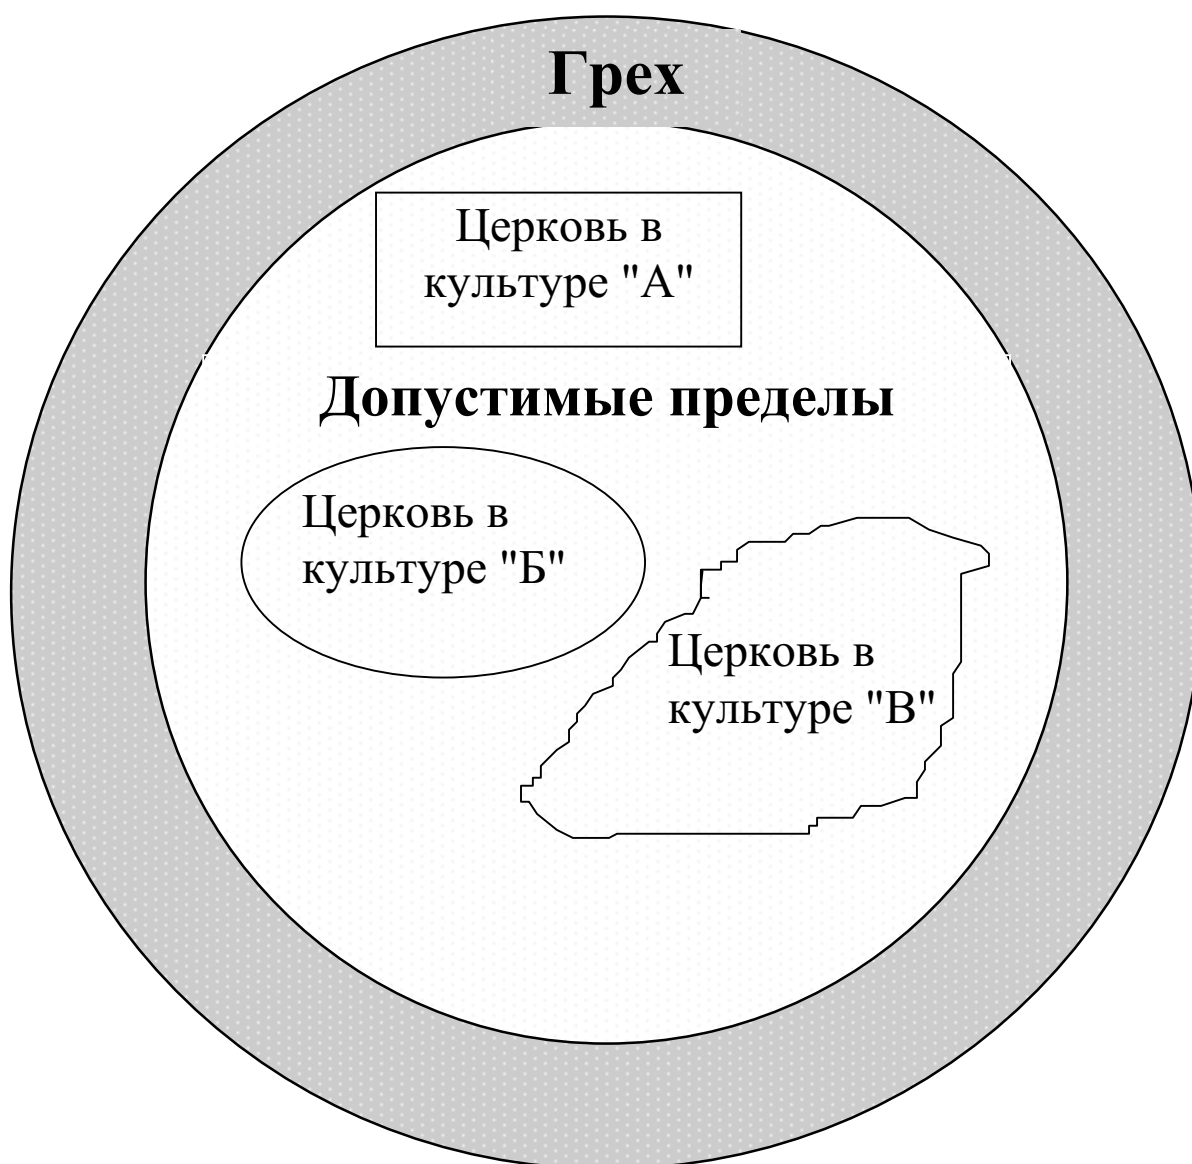 Грех
Церковь в
культуре "А"
Допустимые пределы
Церковь в
культуре "Б"
Церковь в
культуре "В"